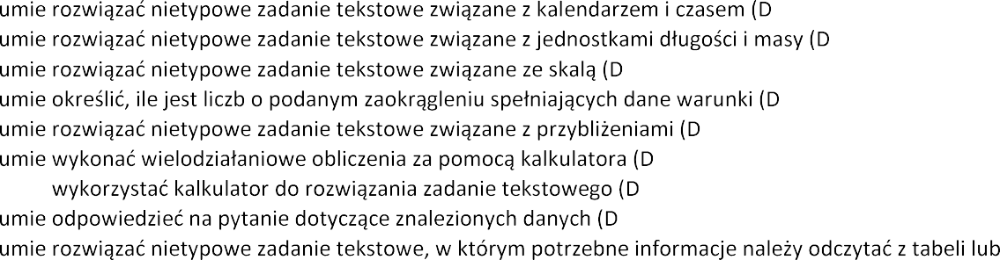 umie rozwiązać nietypowe zadanie tekstowe związane z kalendarzem i czasem (D
umie rozwiązać nietypowe zadanie tekstowe związane z jednostkami długości i masy (D
umie rozwiązać nietypowe zadanie tekstowe związane ze skalą (D
umie określić, ile jest liczb o podanym zaokrągleniu spełniających dane warunki (D
umie rozwiązać nietypowe zadanie tekstowe związane z przybliżeniami (D
umie wykonać wielodziałaniowe obliczenia za pomocą kalkulatora (D
wykorzystać kalkulator do rozwiązania zadanie tekstowego (D
umie odpowiedzieć na pytanie dotyczące znalezionych danych (D
umie rozwiązać nietypowe zadanie tekstowe, w którym potrzebne informacje należy odczytać z tabeli lub